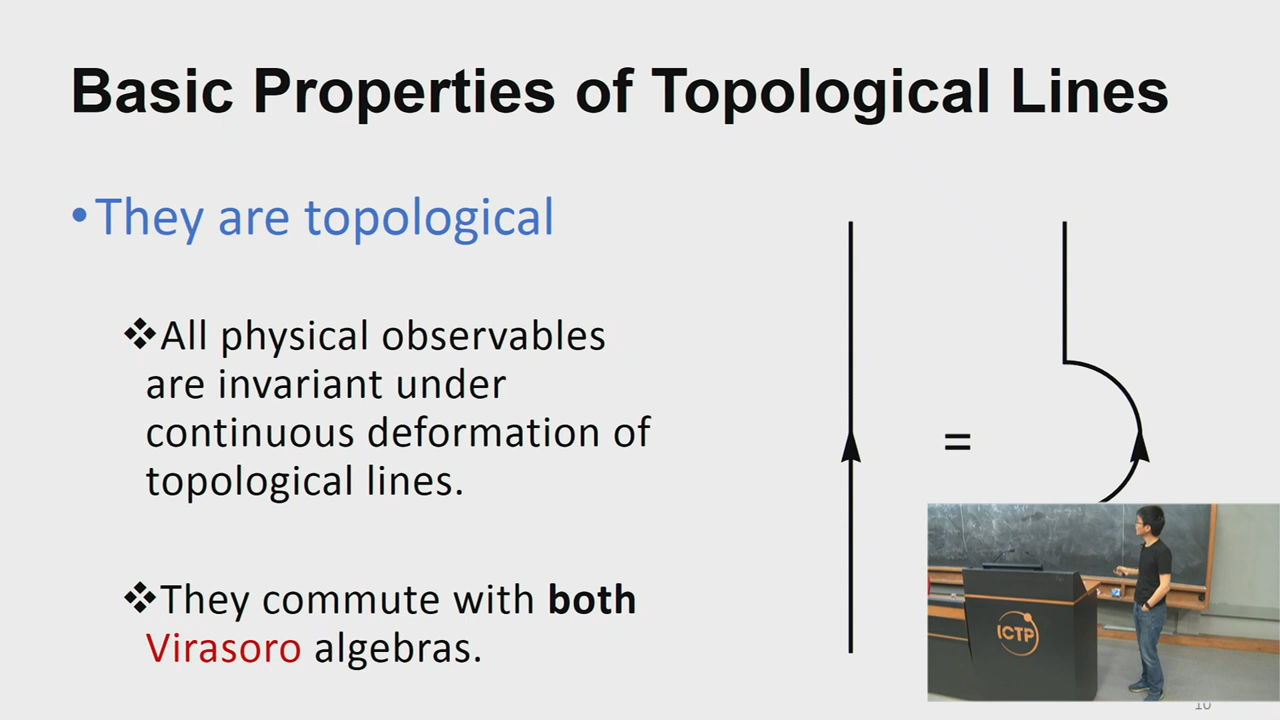 Basic Properties of Topological Lines
•They are topological
❖All physical observables
are invariant under
continuous deformation of
topological lines.
=
❖They commute with both
Virasoro algebras.
ICTP